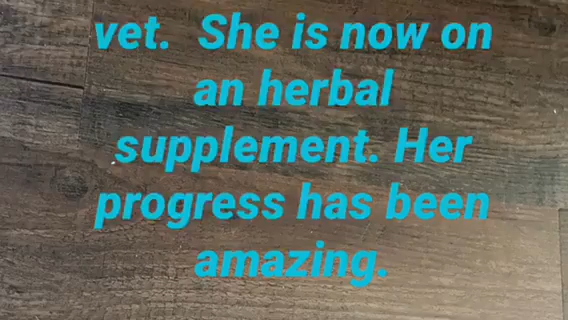 vet.  She is now on
an herbal
supplement. Her
progress has been
amazing.